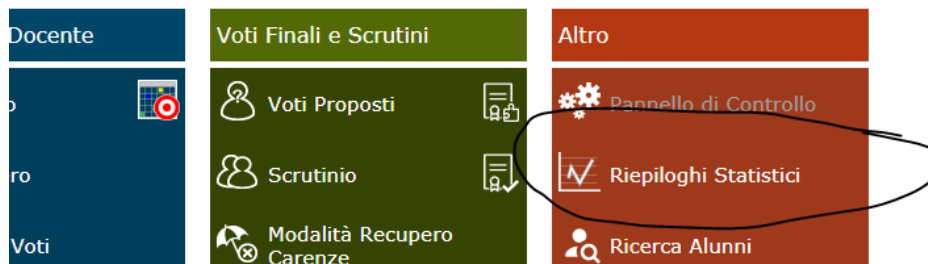 Docente
Voti Finali e Scrutini
Altro
o
Voti Proposti
Pannello di Controllo
ro
Scrutinio
Riepiloghi Statistici
Voti
Modalità Recupero
Carenze
Ricerca Alunni